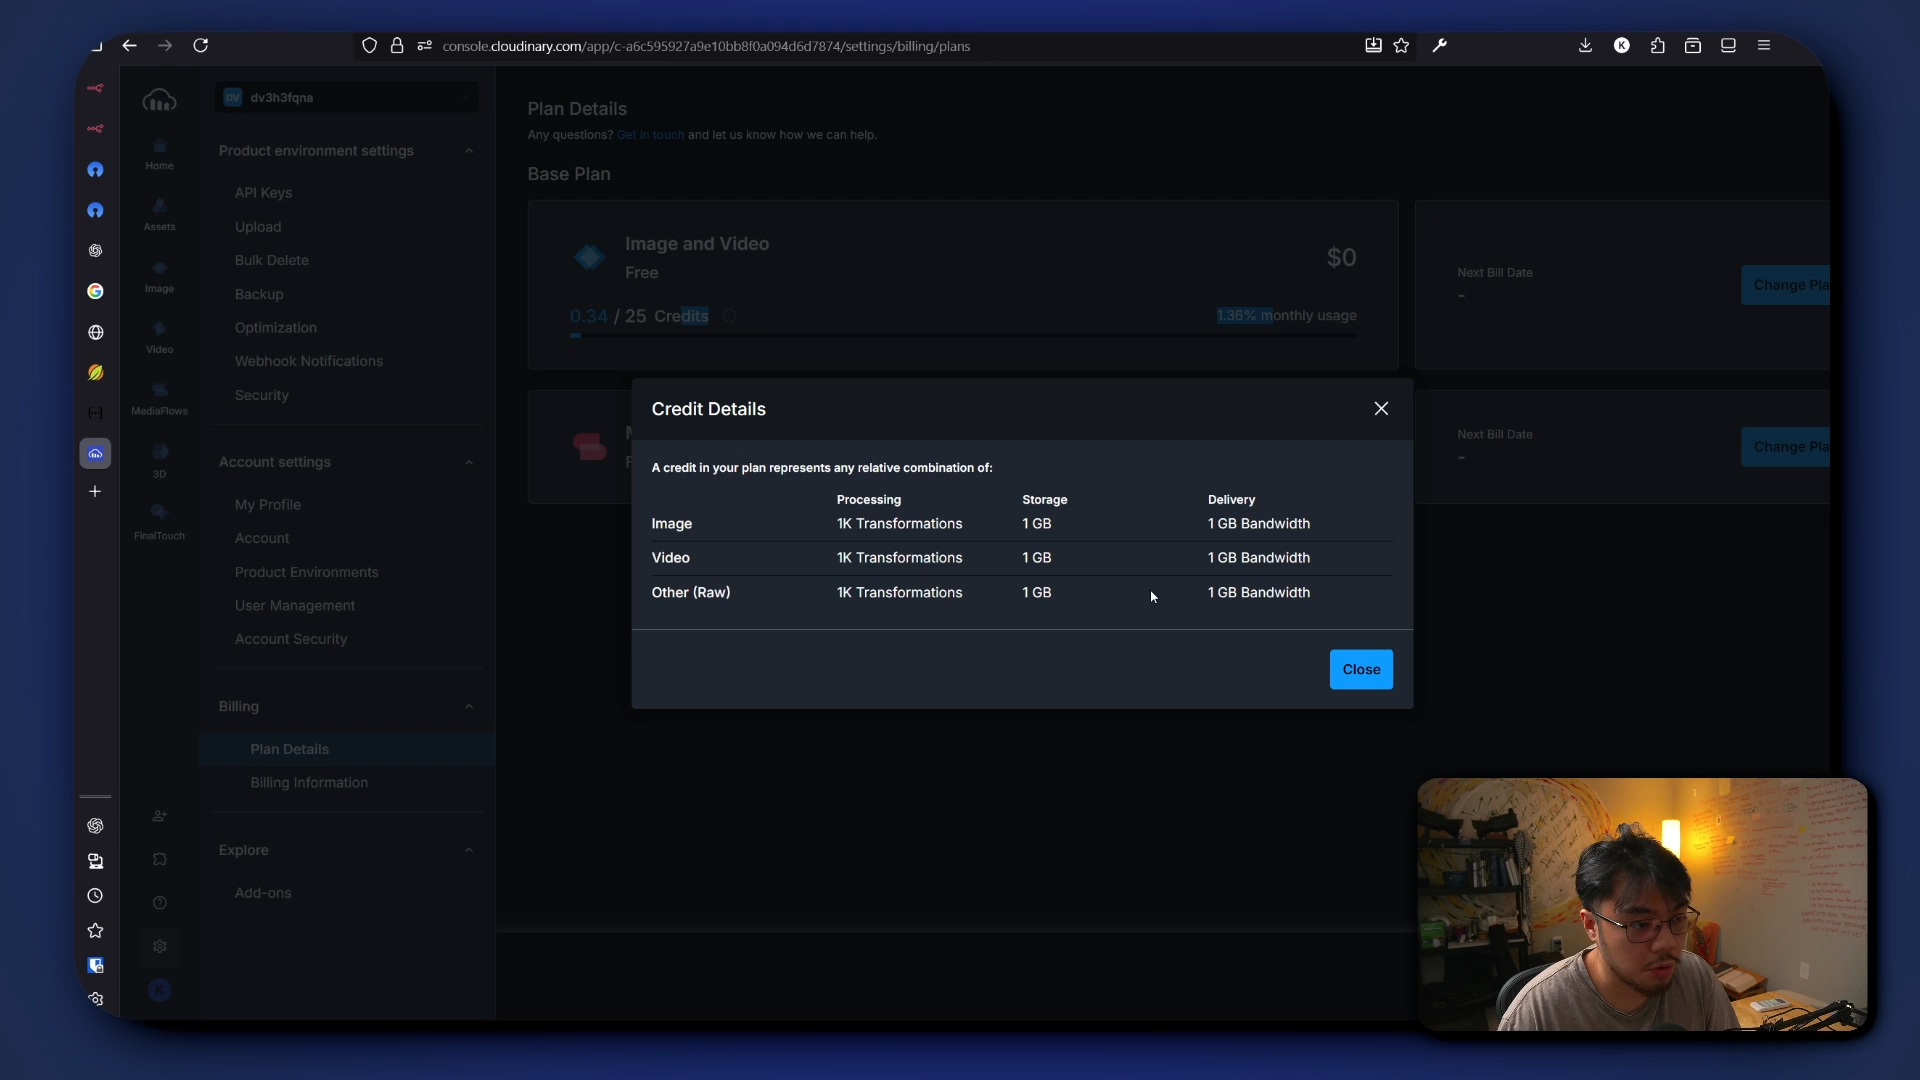 console.cloudinary.com/app/c-a6c595927a9e10bb8f0a094d6d7874/settings/billing/plans
K
DV dv3h3fqna
Home
Assets
Image
Video
MediaFlows
3D
FinalTouch
K
Product environment settings
API Keys
Upload
Bulk Delete
Backup
Optimization
Webhook Notifications
Security
Account settings
My Profile
Account
Product Environments
User Management
Account Security
Billing
Plan Details
Billing Information
Explore
Add-ons
Plan Details
Any questions? Get in touch and let us know how we can help.
Base Plan
Image and Video
Free
$0
0.34 / 25 Credits
1.36% monthly usage
Next Bill Date
-
Change Pla
Next Bill Date
-
Change Pla
Credit Details
A credit in your plan represents any relative combination of:
Processing Storage Delivery
Image 1K Transformations 1 GB 1 GB Bandwidth
Video 1K Transformations 1 GB 1 GB Bandwidth
Other (Raw) 1K Transformations 1 GB 1 GB Bandwidth
Close